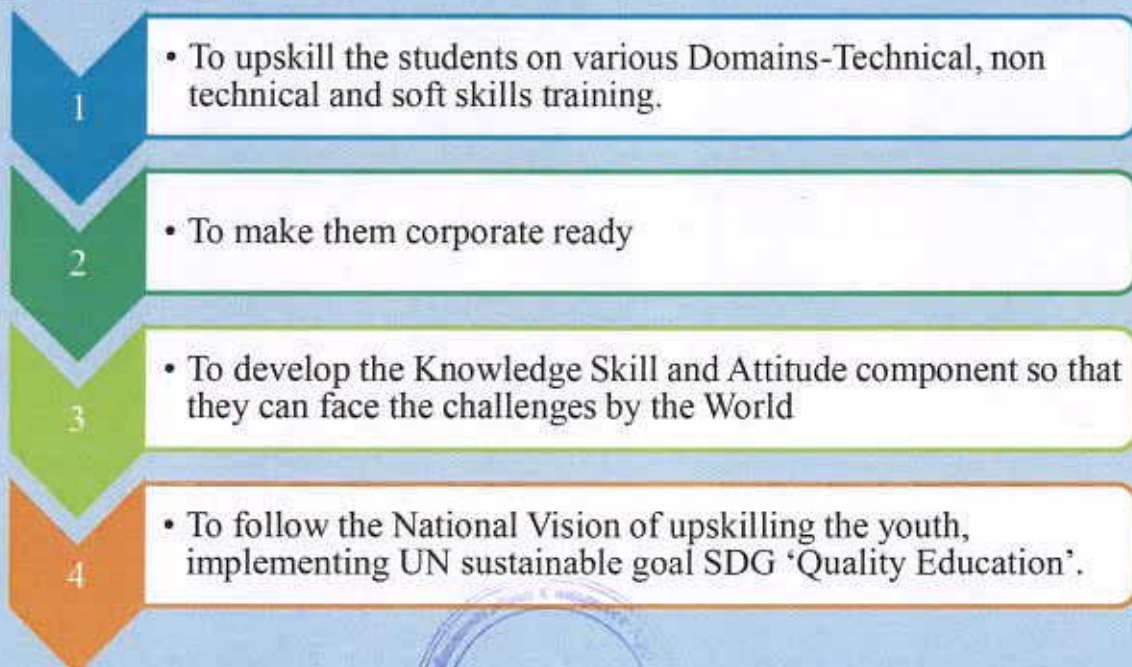 1
• To upskill the students on various Domains-Technical, non
technical and soft skills training.
2
• To make them corporate ready
3
• To develop the Knowledge Skill and Attitude component so that
they can face the challenges by the World
4
• To follow the National Vision of upskilling the youth,
implementing UN sustainable goal SDG ‘Quality Education’.